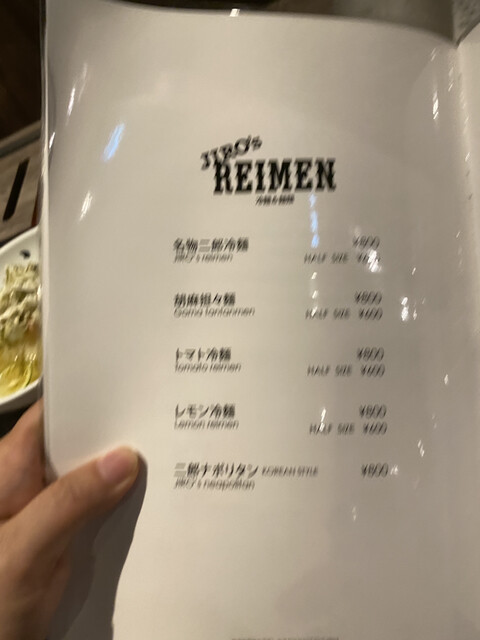 JIRO's
REIMEN
名物二郎冷麺 ¥800
JIRO's reimen HALF SIZE
胡麻担々麺 ¥800
Goma tantanmen HALF SIZE ¥600
トマト冷麺 ¥800
tomato reimen HALF SIZE ¥600
レモン冷麺 ¥800
Lemon reimen HALF SIZE ¥600
二郎ナポリタン KOREAN STYLE ¥800
JIRO's neapolitan